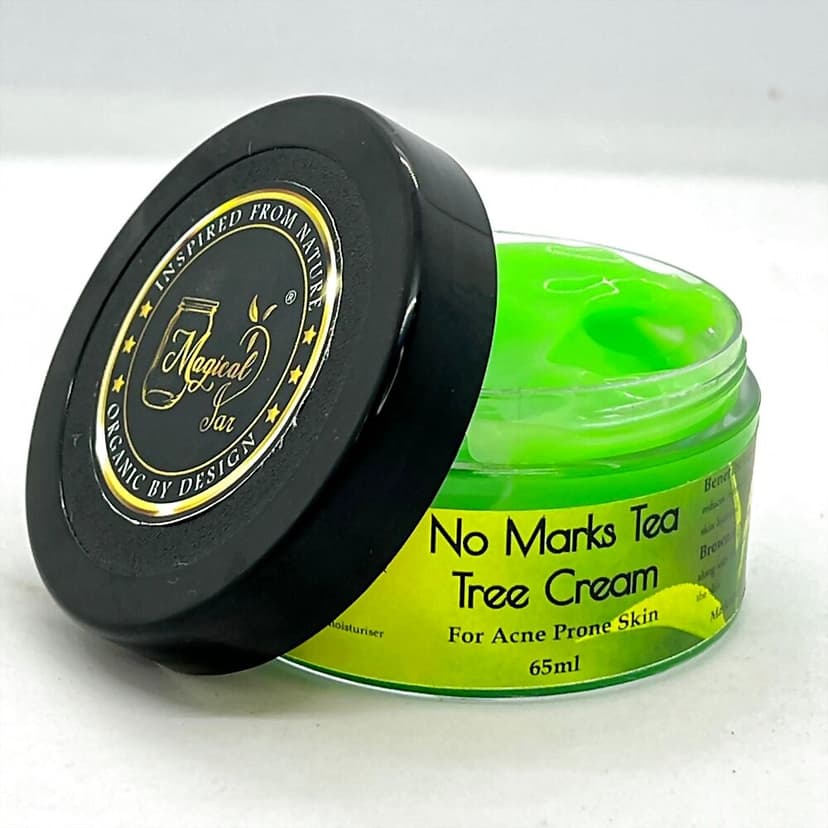 INSPIRED FROM NATURE
®
Magical
Jar
ORGANIC BY DESIGN
No Marks Tea
Tree Cream
For Acne Prone Skin
65ml